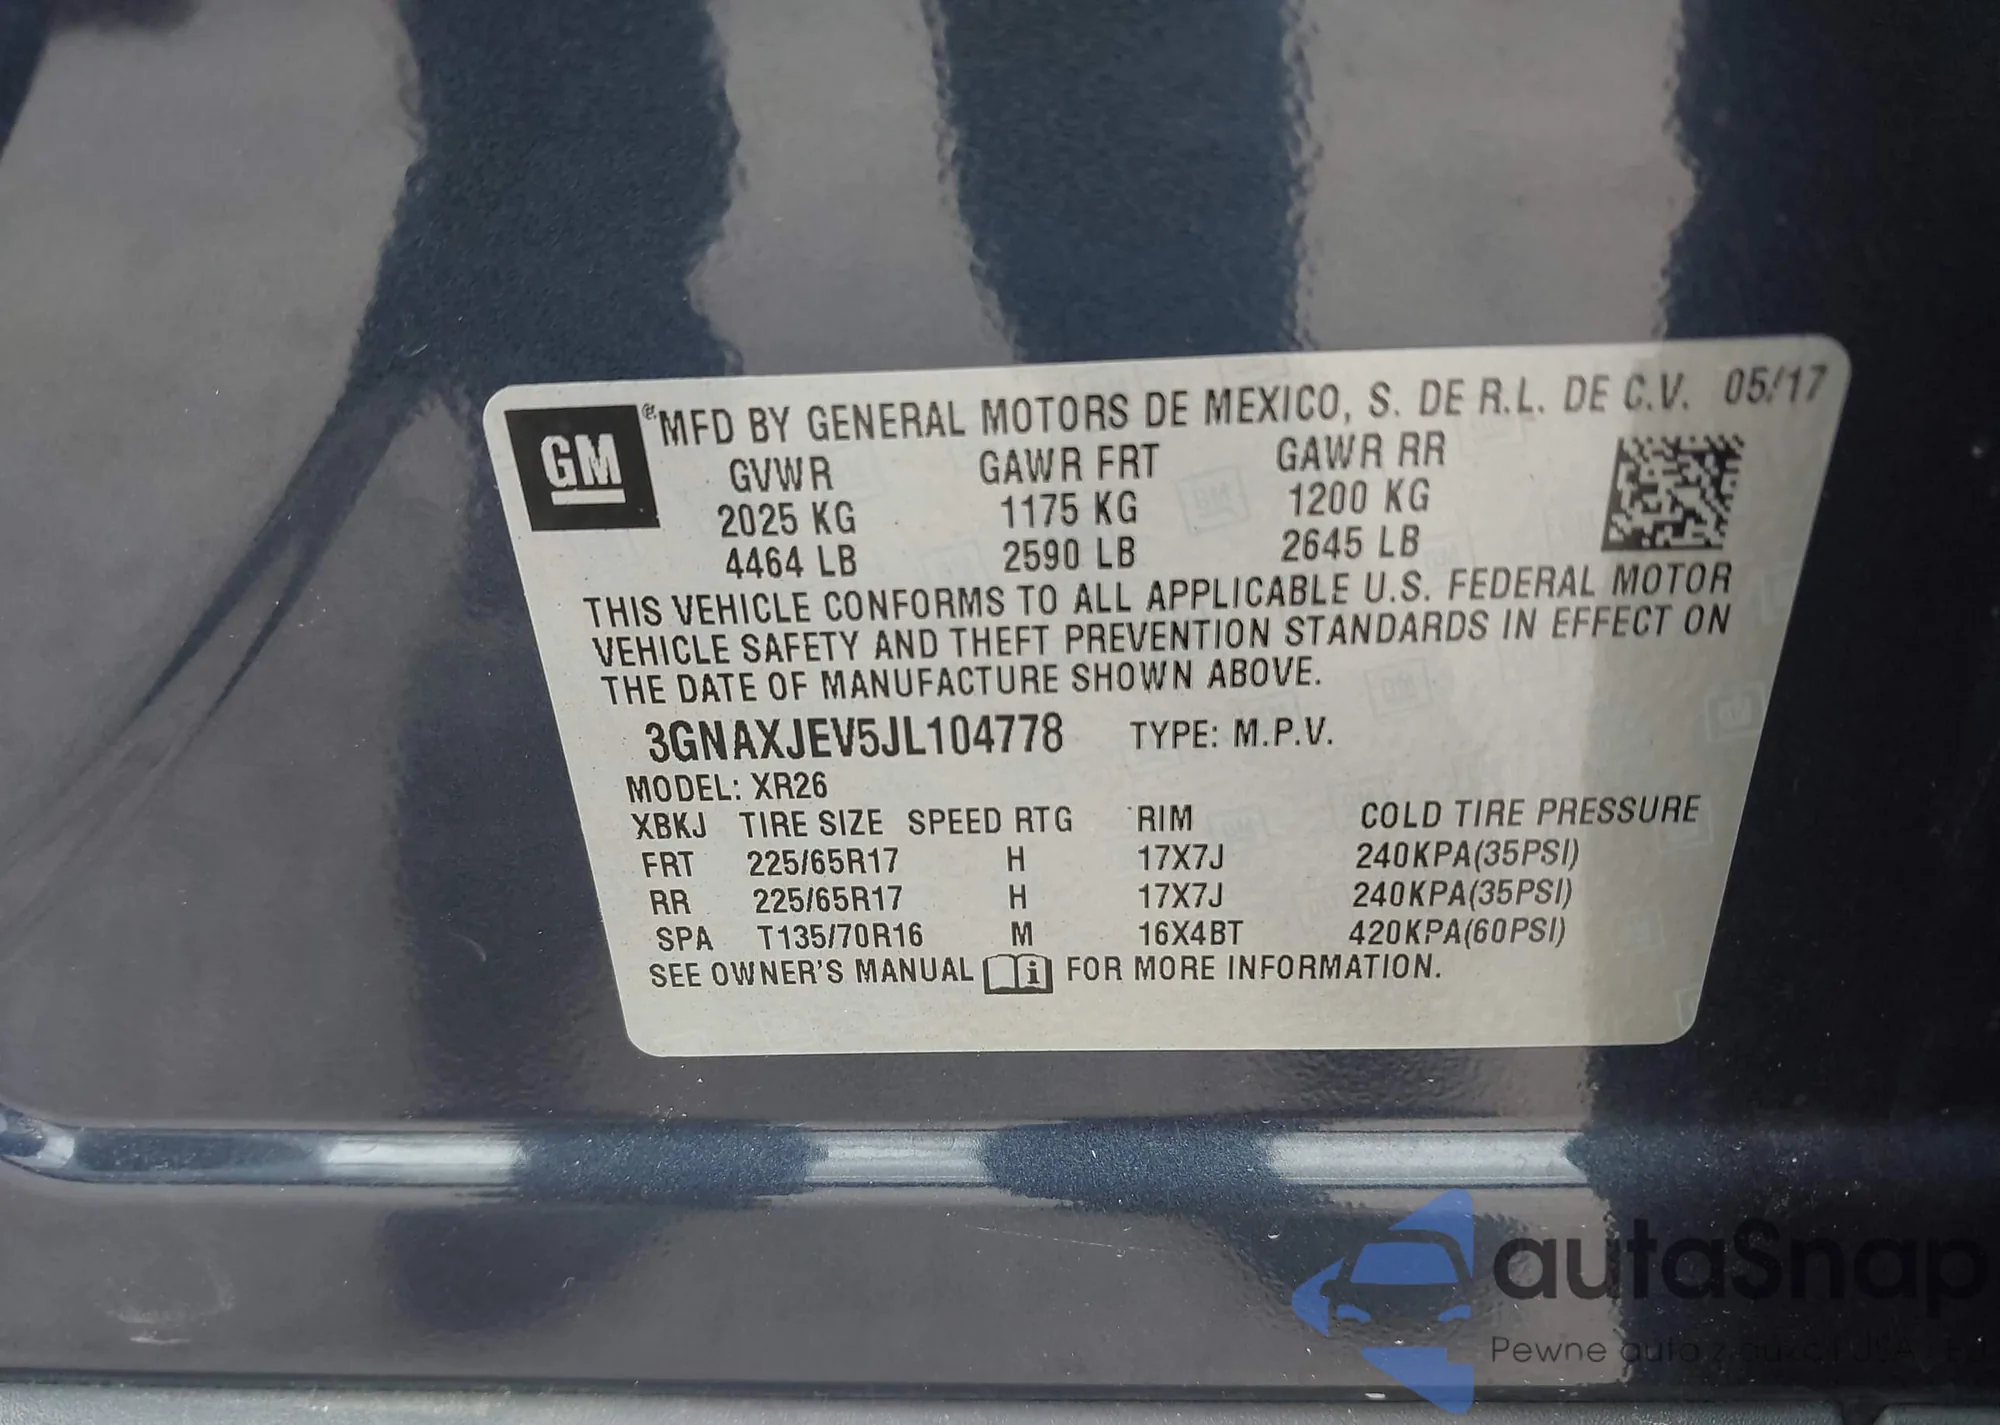 GM
®MFD BY GENERAL MOTORS DE MEXICO, S. DE R.L. DE C.V. 05/17
GVWR GAWR FRT GAWR RR
2025 KG 1175 KG 1200 KG
4464 LB 2590 LB 2645 LB
THIS VEHICLE CONFORMS TO ALL APPLICABLE U.S. FEDERAL MOTOR
VEHICLE SAFETY AND THEFT PREVENTION STANDARDS IN EFFECT ON
THE DATE OF MANUFACTURE SHOWN ABOVE.
3GNAXJEV5JL104778 TYPE: M.P.V.
MODEL: XR26
XBKJ TIRE SIZE SPEED RTG RIM COLD TIRE PRESSURE
FRT 225/65R17 H 17X7J 240KPA(35PSI)
RR 225/65R17 H 17X7J 240KPA(35PSI)
SPA T135/70R16 M 16X4BT 420KPA(60PSI)
SEE OWNER'S MANUAL i FOR MORE INFORMATION.
autaSnap
Pewne auta z